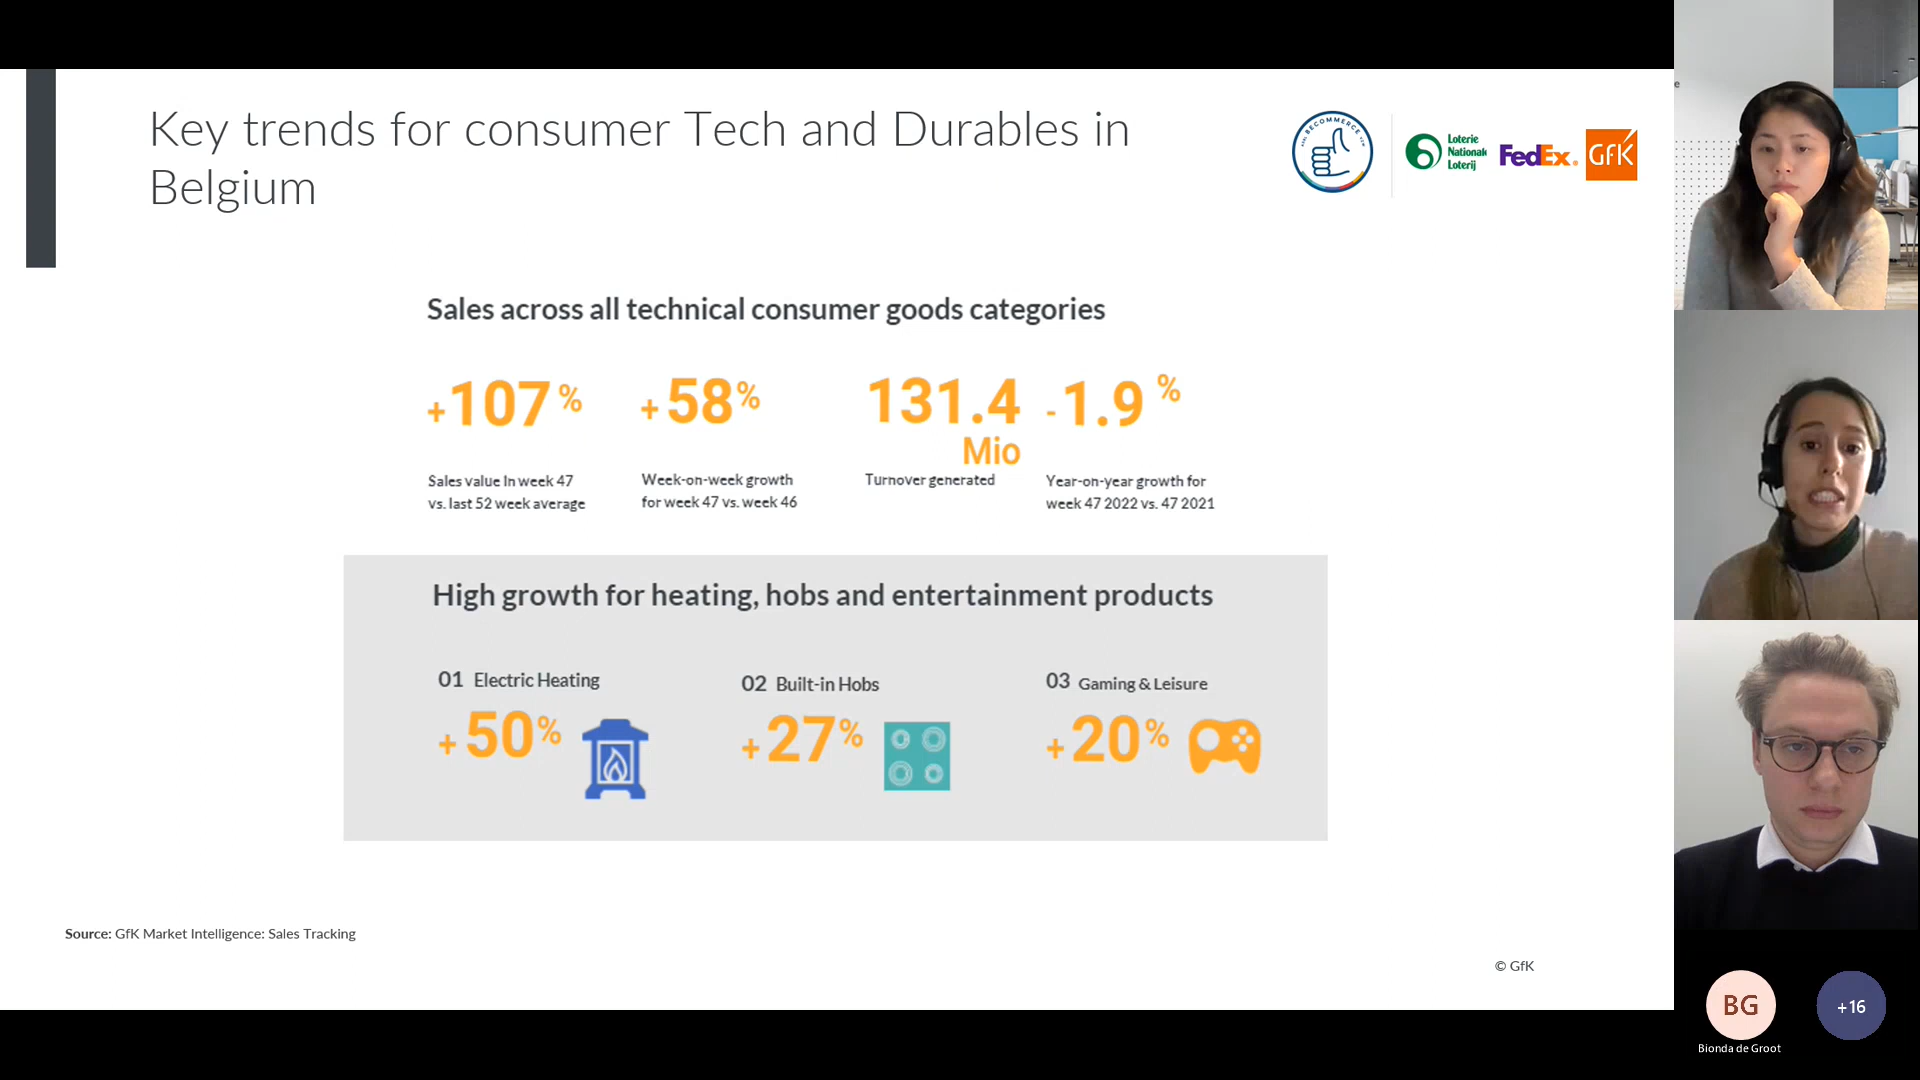 Key trends for consumer Tech and Durables in
Belgium
BECOMMERCE
Loterie
Nationale
Loterij
FedEx®
GfK
Sales across all technical consumer goods categories
+107%
+58%
131.4
Mio
-1.9%
Sales value In week 47
vs. last 52 week average
Week-on-week growth
for week 47 vs. week 46
Turnover generated
Year-on-year growth for
week 47 2022 vs. 47 2021
High growth for heating, hobs and entertainment products
01 Electric Heating
+50%
02 Built-in Hobs
+27%
03 Gaming & Leisure
+20%
Source: GfK Market Intelligence: Sales Tracking
© GfK
BG
Bionda de Groot
+16